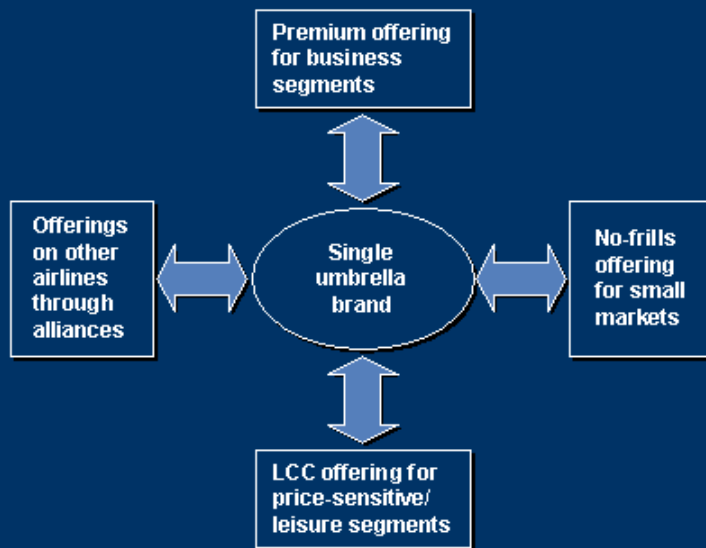 Premium offering
for business
segments
Offerings
on other
airlines
through
alliances
Single
umbrella
brand
No-frills
offering
for small
markets
LCC offering for
price-sensitive/
leisure segments